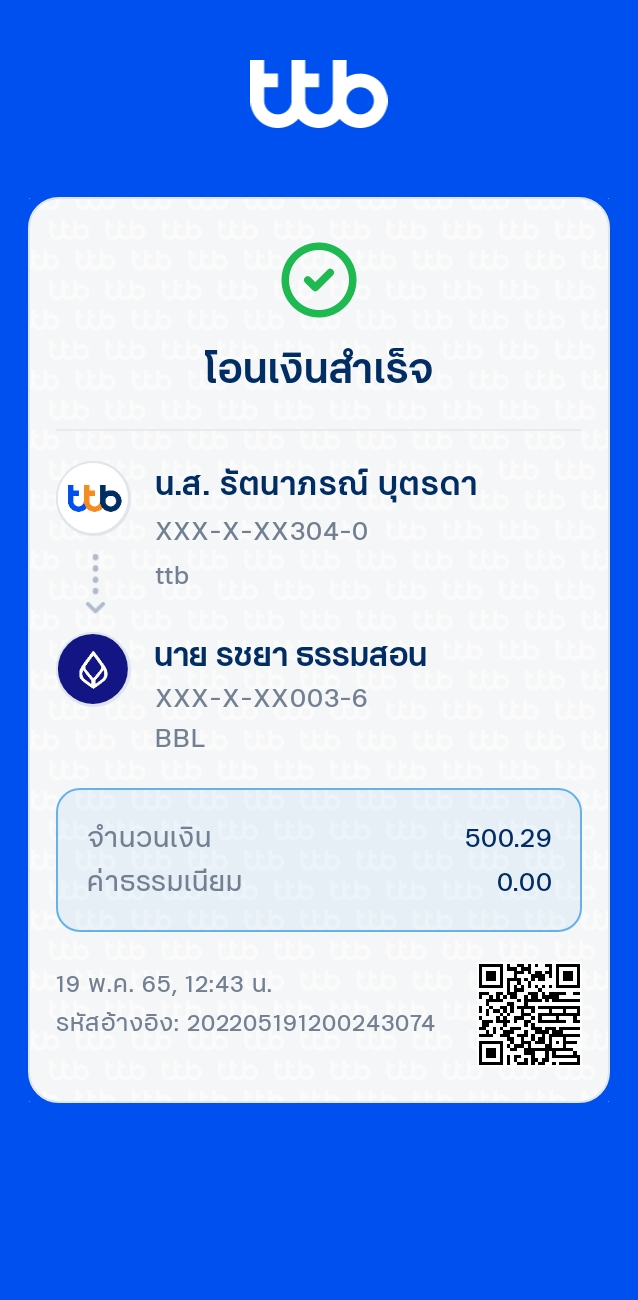 ttb
โอนเงินสำเร็จ
ttb
น.ส. รัตนาภรณ์ บุตรดา
XXX-X-XX304-0
ttb
นาย รชยา ธรรมสอน
XXX-X-XX003-6
BBL
จำนวนเงิน 500.29
ค่าธรรมเนียม 0.00
19 พ.ค. 65, 12:43 น.
รหัสอ้างอิง: 202205191200243074